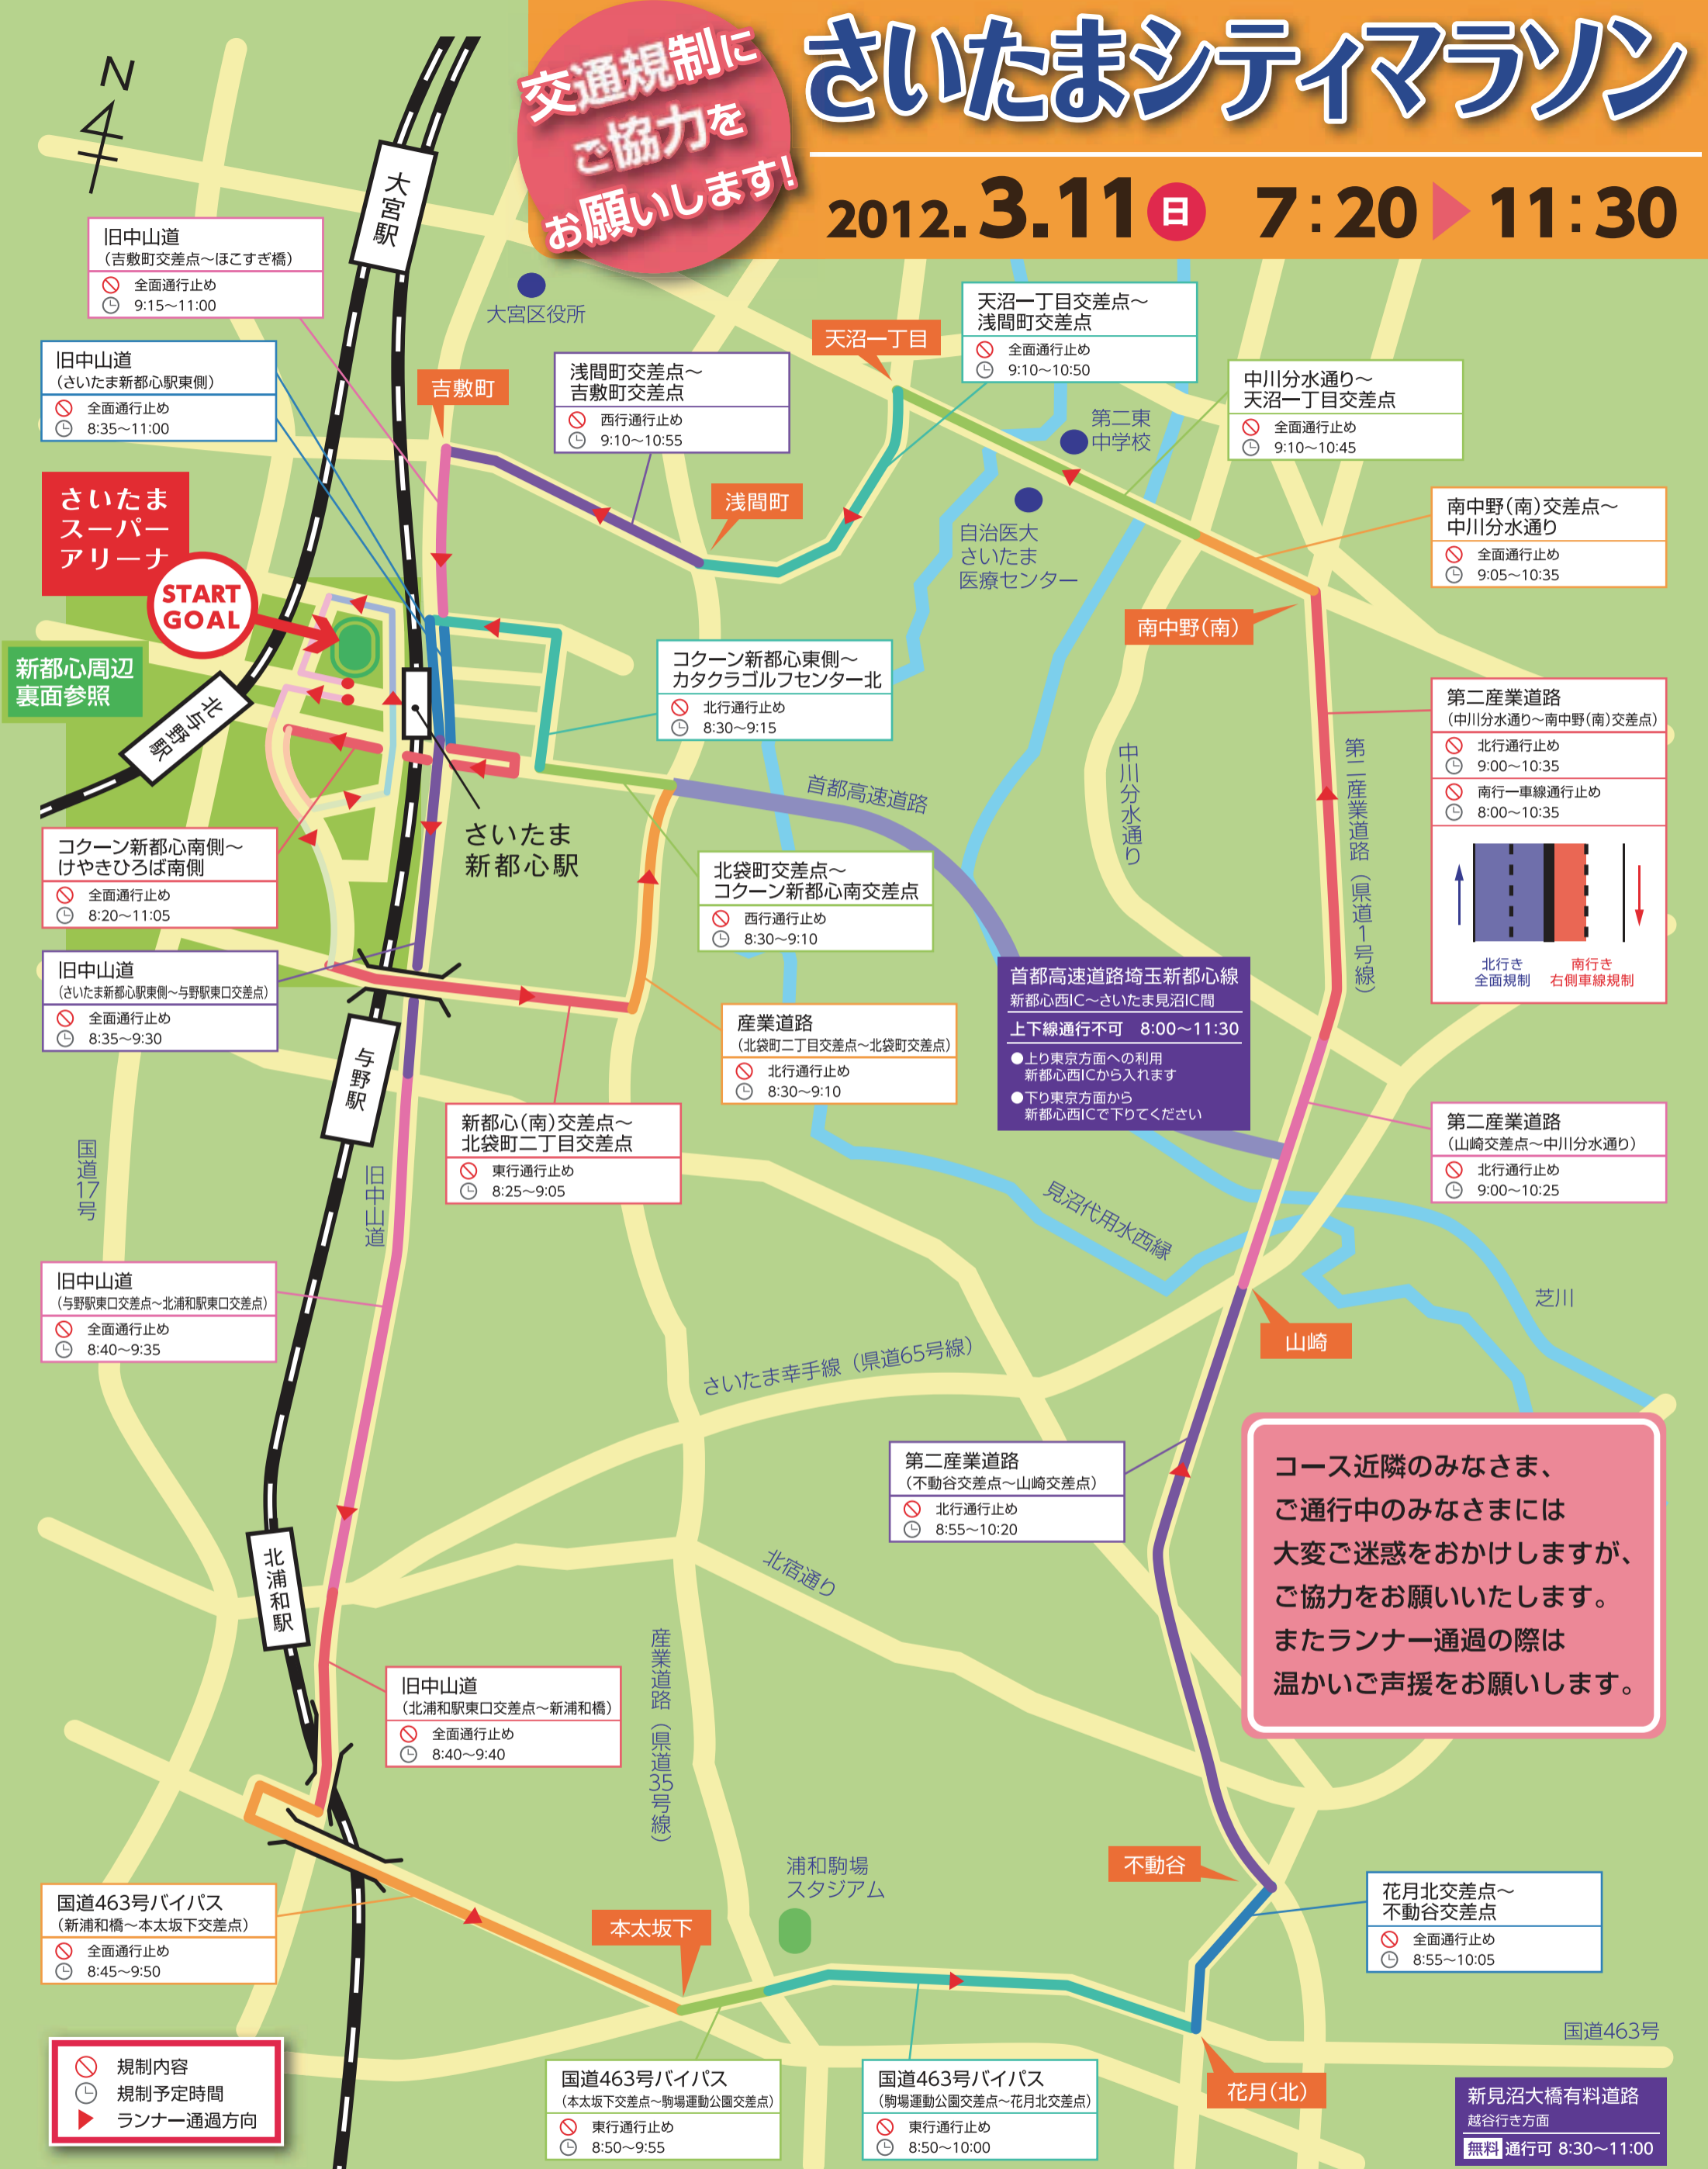 さいたまシティマラソン
2012.3.11 日 7:20 11:30
交通規制に
ご協力を
お願いします!
N
大宮駅
旧中山道
(吉敷町交差点〜ほこすぎ橋)
全面通行止め
9:15〜11:00
大宮区役所
旧中山道
(さいたま新都心駅東側)
全面通行止め
8:35〜11:00
吉敷町
浅間町交差点〜
吉敷町交差点
西行通行止め
9:10〜10:55
天沼一丁目
天沼一丁目交差点〜
浅間町交差点
全面通行止め
9:10〜10:50
第二東
中学校
中川分水通り〜
天沼一丁目交差点
全面通行止め
9:10〜10:45
さいたま
スーパー
アリーナ
START
GOAL
浅間町
自治医大
さいたま
医療センター
南中野(南)交差点〜
中川分水通り
全面通行止め
9:05〜10:35
南中野(南)
新都心周辺
裏面参照
北与野駅
コクーン新都心東側〜
カタクラゴルフセンター北
北行通行止め
8:30〜9:15
第二産業道路
(中川分水通り〜南中野(南)交差点)
北行通行止め
9:00〜10:35
南行一車線通行止め
8:00〜10:35
北行き
全面規制
南行き
右側車線規制
首都高速道路
中川分水通り
第二産業道路(県道1号線)
さいたま
新都心駅
コクーン新都心南側〜
けやきひろば南側
全面通行止め
8:20〜11:05
北袋町交差点〜
コクーン新都心南交差点
西行通行止め
8:30〜9:10
旧中山道
(さいたま新都心駅東側〜与野駅東口交差点)
全面通行止め
8:35〜9:30
首都高速道路埼玉新都心線
新都心西IC〜さいたま見沼IC間
上下線通行不可 8:00〜11:30
●上り東京方面への利用
新都心西ICから入れます
●下り東京方面から
新都心西ICで下りてください
産業道路
(北袋町二丁目交差点〜北袋町交差点)
北行通行止め
8:30〜9:10
与野駅
新都心(南)交差点〜
北袋町二丁目交差点
東行通行止め
8:25〜9:05
第二産業道路
(山崎交差点〜中川分水通り)
北行通行止め
9:00〜10:25
国道17号
旧中山道
見沼代用水西縁
芝川
旧中山道
(与野駅東口交差点〜北浦和駅東口交差点)
全面通行止め
8:40〜9:35
山崎
さいたま幸手線(県道65号線)
第二産業道路
(不動谷交差点〜山崎交差点)
北行通行止め
8:55〜10:20
コース近隣のみなさま、
ご通行中のみなさまには
大変ご迷惑をおかけしますが、
ご協力をお願いいたします。
またランナー通過の際は
温かいご声援をお願いします。
北浦和駅
北宿通り
産業道路(県道35号線)
旧中山道
(北浦和駅東口交差点〜新浦和橋)
全面通行止め
8:40〜9:40
浦和駒場
スタジアム
不動谷
国道463号バイパス
(新浦和橋〜本太坂下交差点)
全面通行止め
8:45〜9:50
本太坂下
花月北交差点〜
不動谷交差点
全面通行止め
8:55〜10:05
国道463号
規制内容
規制予定時間
ランナー通過方向
国道463号バイパス
(本太坂下交差点〜駒場運動公園交差点)
東行通行止め
8:50〜9:55
国道463号バイパス
(駒場運動公園交差点〜花月北交差点)
東行通行止め
8:50〜10:00
花月(北)
新見沼大橋有料道路
越谷行き方面
無料 通行可 8:30〜11:00